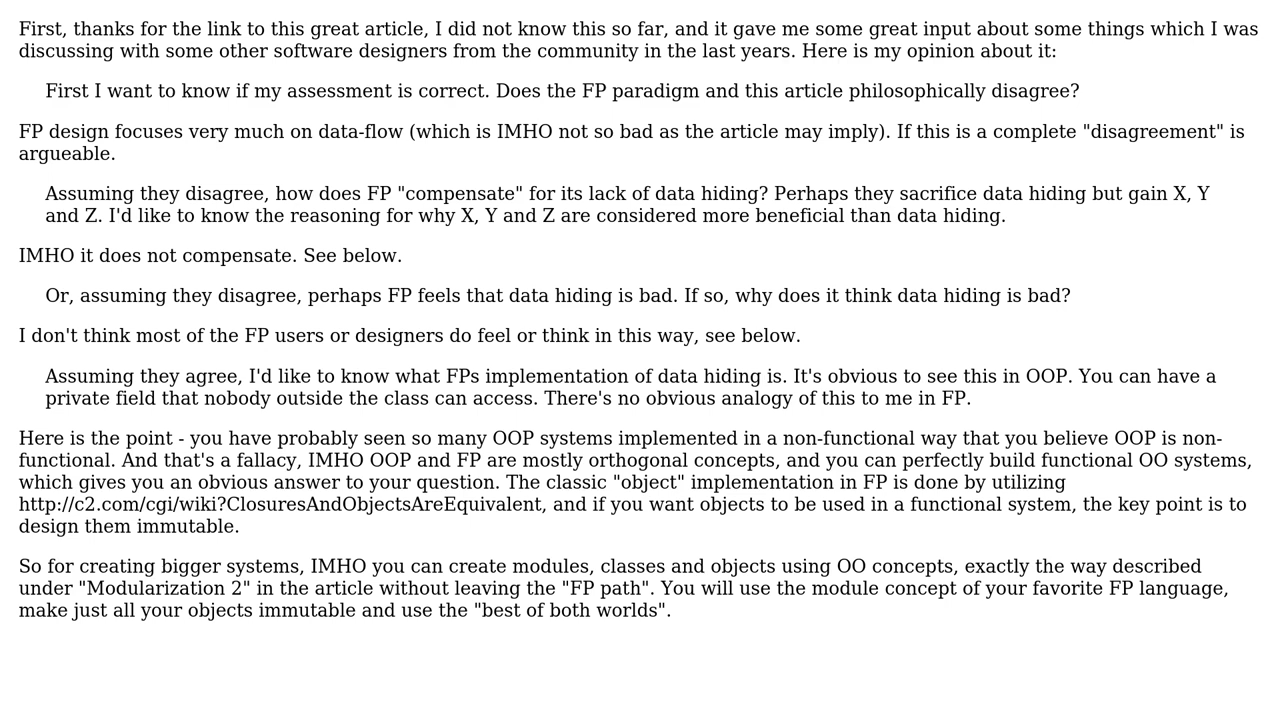 First, thanks for the link to this great article, I did not know this so far, and it gave me some great input about some things which I was
discussing with some other software designers from the community in the last years. Here is my opinion about it:
First I want to know if my assessment is correct. Does the FP paradigm and this article philosophically disagree?
FP design focuses very much on data-flow (which is IMHO not so bad as the article may imply). If this is a complete "disagreement" is
argueable.
Assuming they disagree, how does FP "compensate" for its lack of data hiding? Perhaps they sacrifice data hiding but gain X, Y
and Z. I'd like to know the reasoning for why X, Y and Z are considered more beneficial than data hiding.
IMHO it does not compensate. See below.
Or, assuming they disagree, perhaps FP feels that data hiding is bad. If so, why does it think data hiding is bad?
I don't think most of the FP users or designers do feel or think in this way, see below.
Assuming they agree, I'd like to know what FPs implementation of data hiding is. It's obvious to see this in OOP. You can have a
private field that nobody outside the class can access. There's no obvious analogy of this to me in FP.
Here is the point - you have probably seen so many OOP systems implemented in a non-functional way that you believe OOP is non-
functional. And that's a fallacy, IMHO OOP and FP are mostly orthogonal concepts, and you can perfectly build functional OO systems,
which gives you an obvious answer to your question. The classic "object" implementation in FP is done by utilizing
http://c2.com/cgi/wiki?ClosuresAndObjectsAreEquivalent, and if you want objects to be used in a functional system, the key point is to
design them immutable.
So for creating bigger systems, IMHO you can create modules, classes and objects using OO concepts, exactly the way described
under "Modularization 2" in the article without leaving the "FP path". You will use the module concept of your favorite FP language,
make just all your objects immutable and use the "best of both worlds".